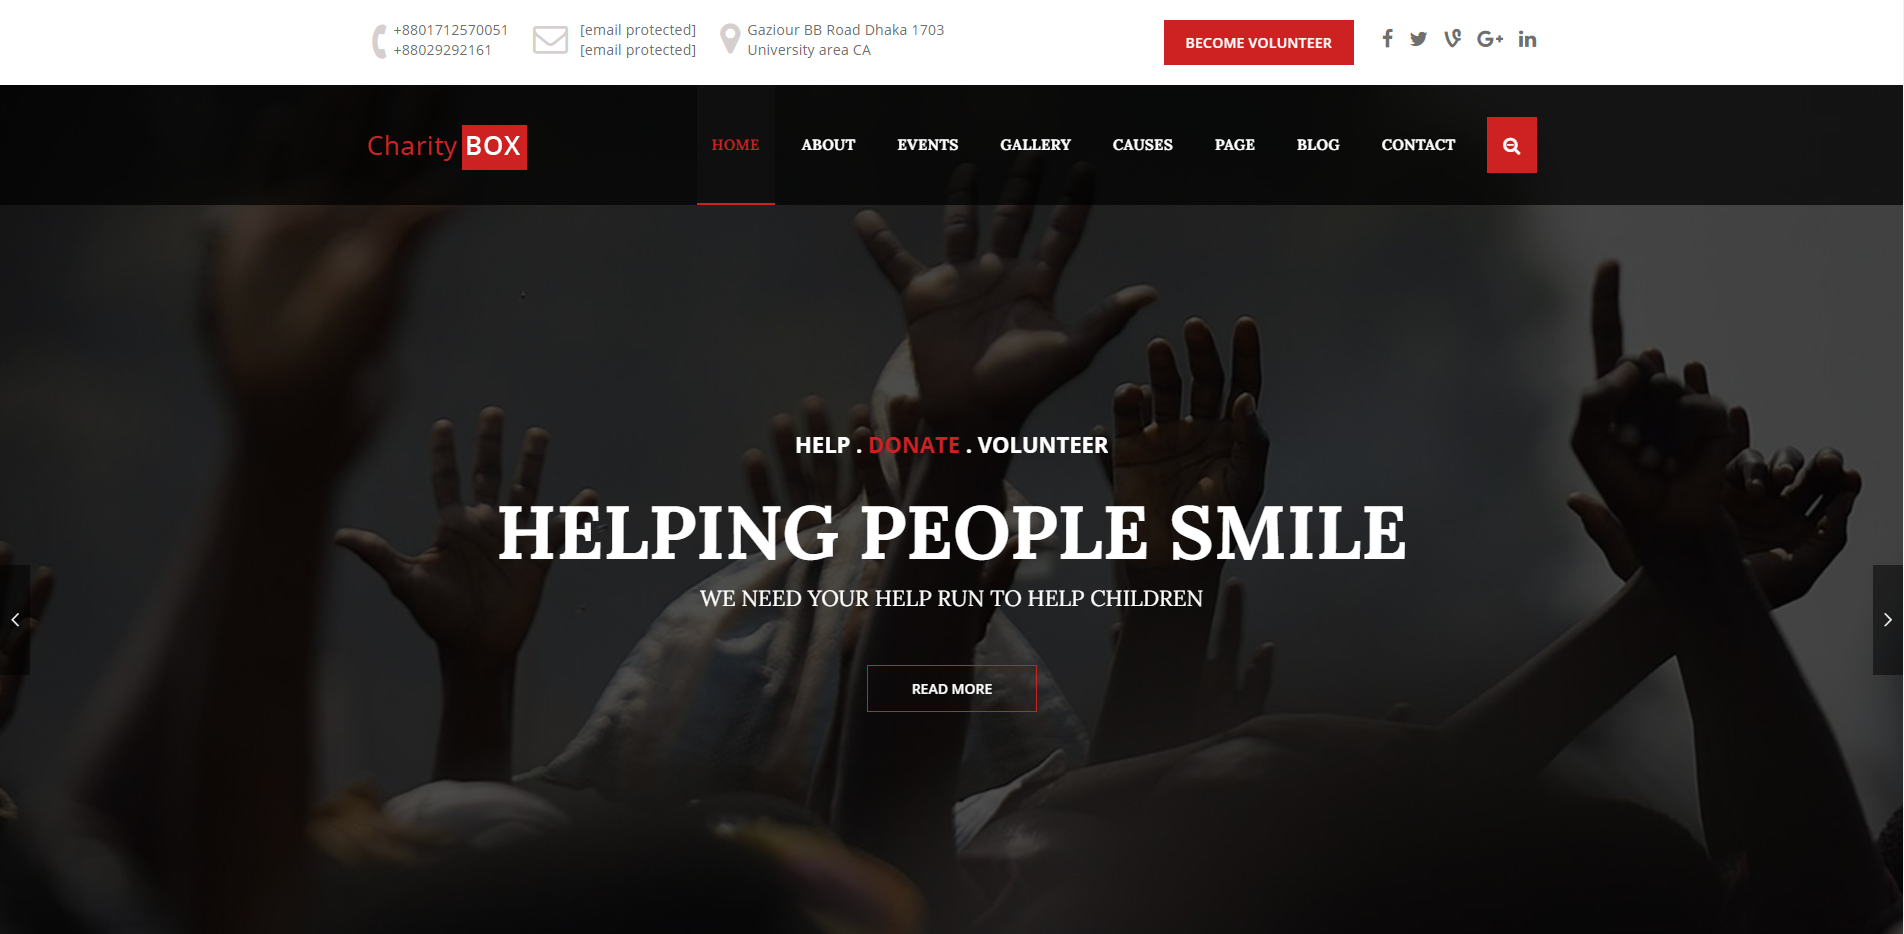 +8801712570051
+88029292161
[email protected]
[email protected]
Gaziour BB Road Dhaka 1703
University area CA
BECOME VOLUNTEER
Charity BOX
HOME ABOUT EVENTS GALLERY CAUSES PAGE BLOG CONTACT
HELP . DONATE . VOLUNTEER
HELPING PEOPLE SMILE
WE NEED YOUR HELP RUN TO HELP CHILDREN
READ MORE